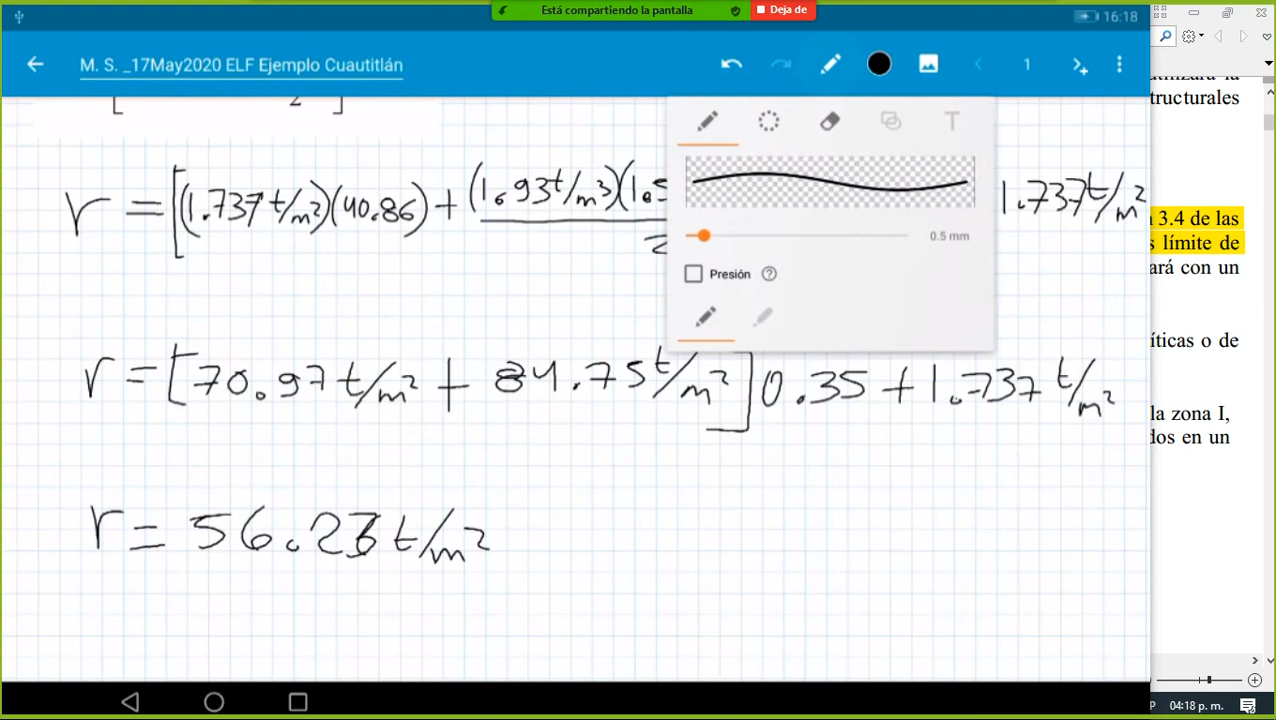 Está compartiendo la pantalla
Deja de
16:18
M. S. _17May2020 ELF Ejemplo Cuautitlán
1
utilizará la
tructurales
T
2
r = [(1.737 t/m²)(40.86) + (1.93 t/m³)(1.5
2
1.737 t/m²
0.5 mm
3.4 de las
s límite de
ará con un
Presión ?
íticas o de
r = [70.97 t/m² + 84.75 t/m²] 0.35 + 1.737 t/m²
la zona I,
dos en un
r = 56.23 t/m²
P 04:18 p. m.